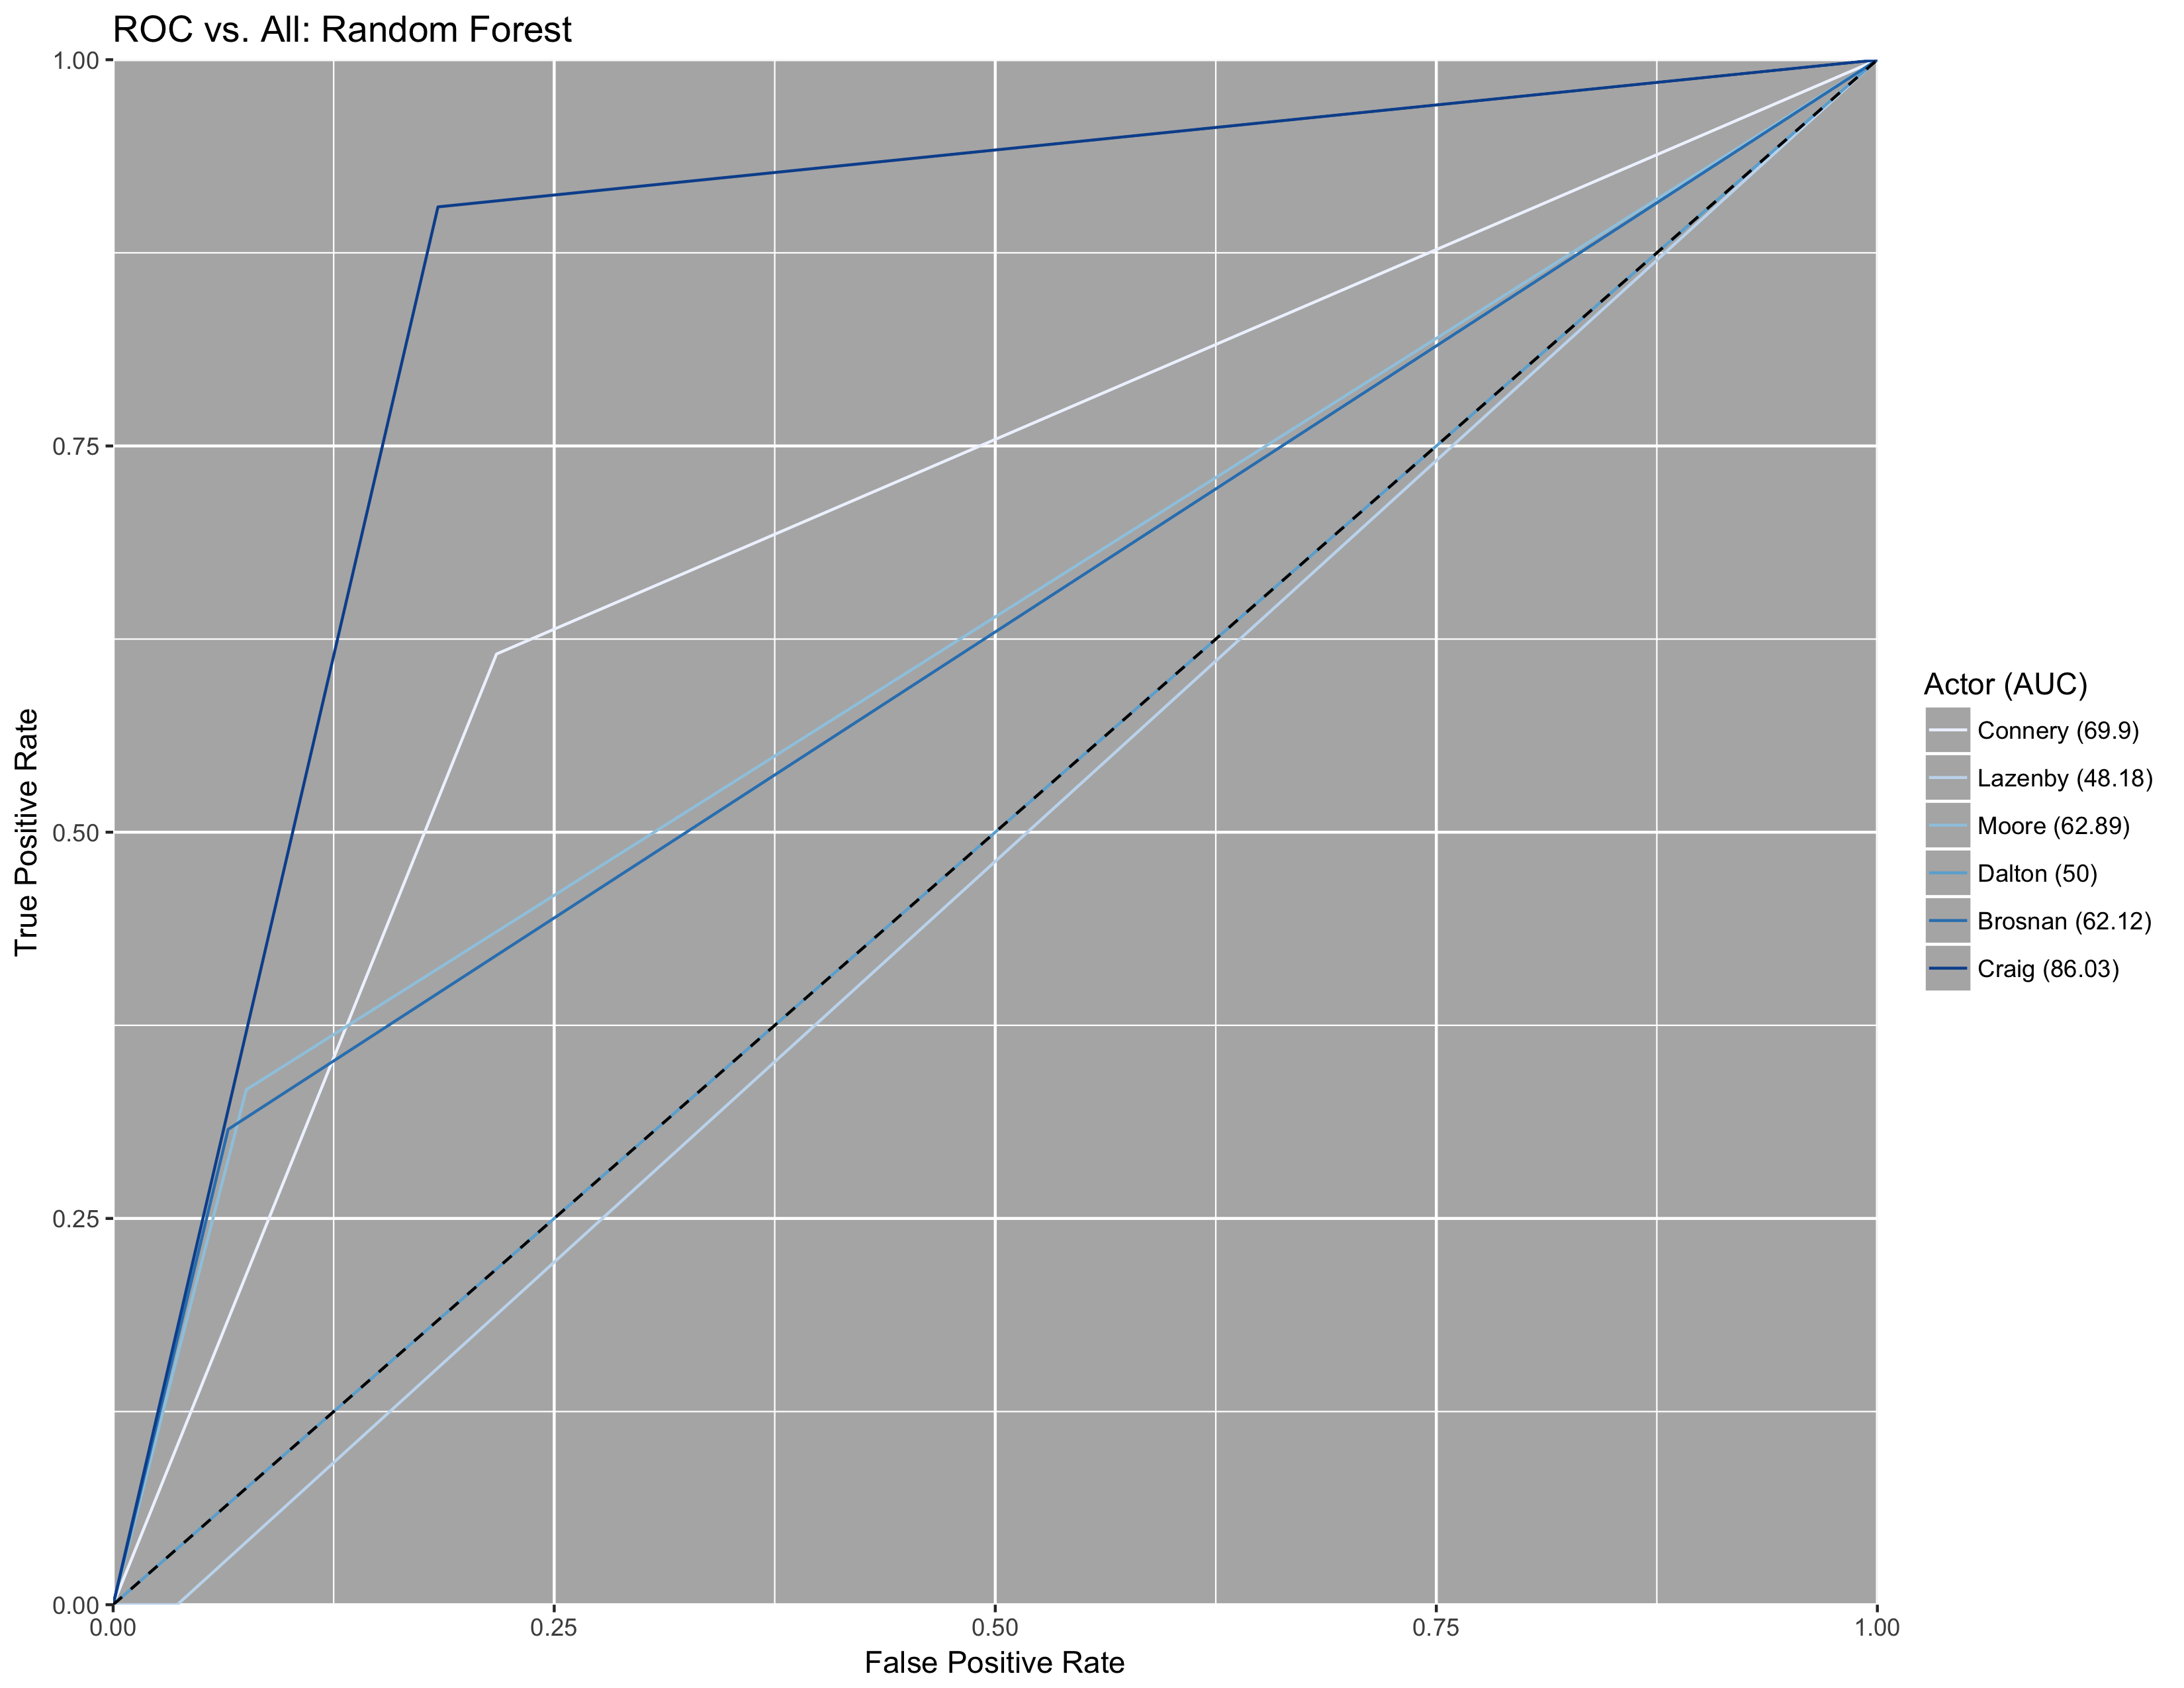 ROC vs. All: Random Forest
1.00
0.75
0.50
0.25
0.00
True Positive Rate
0.00 0.25 0.50 0.75 1.00
False Positive Rate
Actor (AUC)
Connery (69.9)
Lazenby (48.18)
Moore (62.89)
Dalton (50)
Brosnan (62.12)
Craig (86.03)